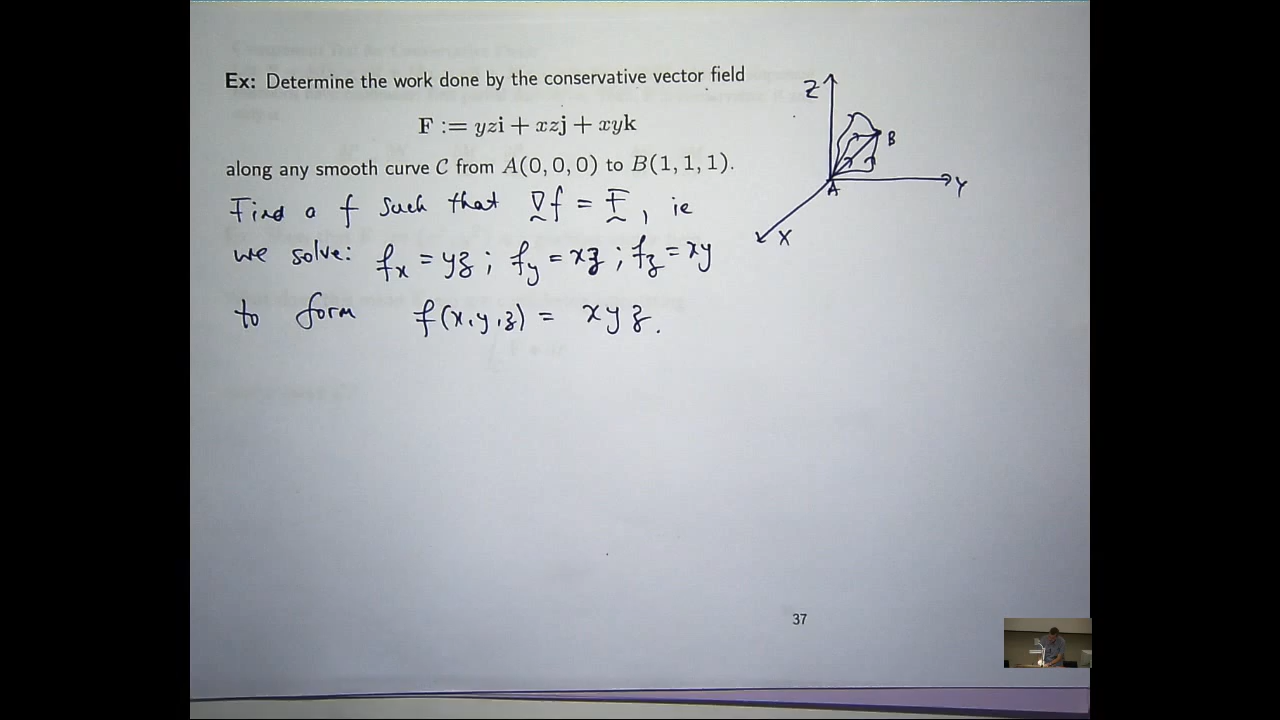 Ex: Determine the work done by the conservative vector field
F := yzi + xzj + xyk
along any smooth curve C from A(0, 0, 0) to B(1, 1, 1).
Find a f such that ∇f = F, ie
we solve: fx = yz ; fy = xz ; fz = xy
to form f(x,y,z) = xyz.
Z
B
A
Y
X
37